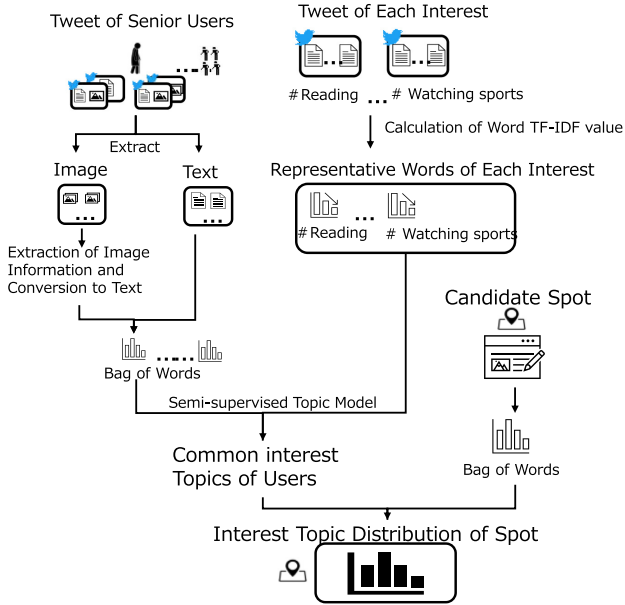 Tweet of Senior Users
Tweet of Each Interest
# Reading ... # Watching sports
Extract
Calculation of Word TF-IDF value
Image
Text
Representative Words of Each Interest
# Reading
# Watching sports
Extraction of Image
Information and
Conversion to Text
Candidate Spot
Bag of Words
Semi-supervised Topic Model
Common interest
Topics of Users
Bag of Words
Interest Topic Distribution of Spot